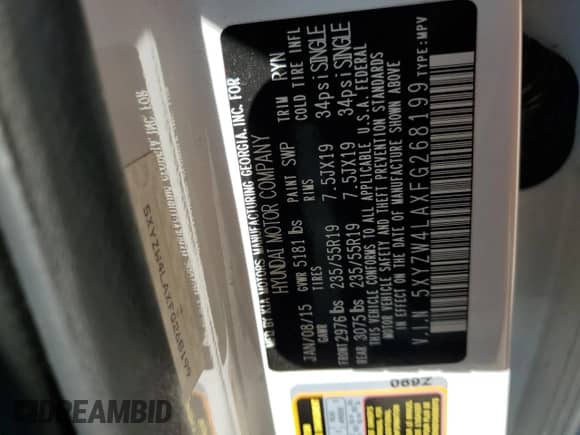 MFD BY KIA MOTORS MANUFACTURING GEORGIA, INC. FOR
HYUNDAI MOTOR COMPANY
JAN/08/15 PAINT SWP TRIM RYN
GVWR 5181 lbs
GAWR TIRES RIMS COLD TIRE INFL
FRONT 2976 lbs 235/55R19 7.5JX19 34psi SINGLE
REAR 3075 lbs 235/55R19 7.5JX19 34psi SINGLE
THIS VEHICLE CONFORMS TO ALL APPLICABLE U.S.A. FEDERAL
MOTOR VEHICLE SAFETY AND THEFT PREVENTION STANDARDS
IN EFFECT ON THE DATE OF MANUFACTURE SHOWN ABOVE
VIN 5XYZW4LAXFG268199 TYPE:MPV
5XYZW4LAXFG268199
Z690
DREAMBID